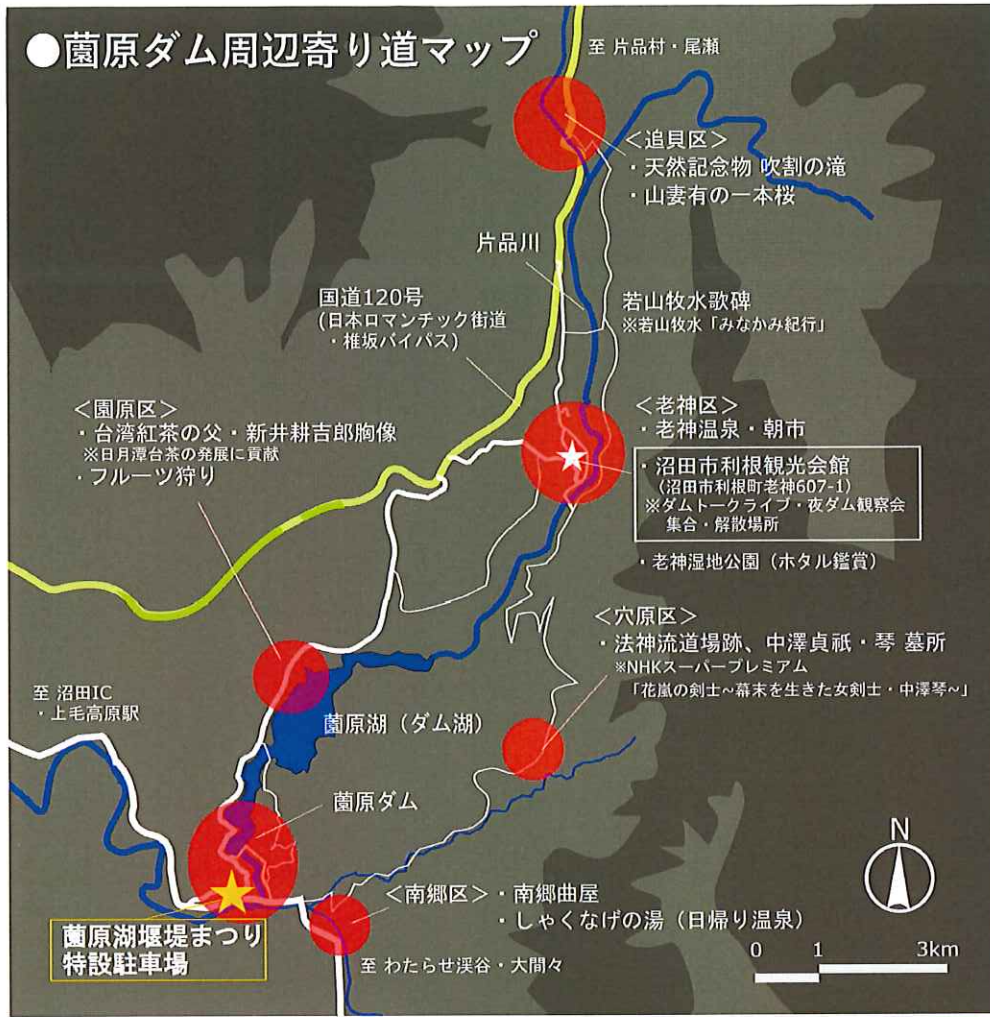 ●薗原ダム周辺寄り道マップ
至 片品村・尾瀬
<追貝区>
・天然記念物 吹割の滝
・山妻有の一本桜
片品川
国道120号
(日本ロマンチック街道
・椎坂バイパス)
若山牧水歌碑
※若山牧水「みなかみ紀行」
<園原区>
・台湾紅茶の父・新井耕吉郎胸像
※日月潭台茶の発展に貢献
・フルーツ狩り
<老神区>
・老神温泉・朝市
・沼田市利根観光会館
(沼田市利根町老神607-1)
※ダムトークライブ・夜ダム観察会
集合・解散場所
・老神湿地公園（ホタル鑑賞）
<穴原区>
・法神流道場跡、中澤貞祇・琴 墓所
※NHKスーパープレミアム
「花嵐の剣士~幕末を生きた女剣士・中澤琴~」
至 沼田IC
・上毛高原駅
薗原湖（ダム湖）
薗原ダム
N
<南郷区>・南郷曲屋
・しゃくなげの湯（日帰り温泉）
薗原湖堰堤まつり
特設駐車場
至 わたらせ渓谷・大間々
0 1 3km